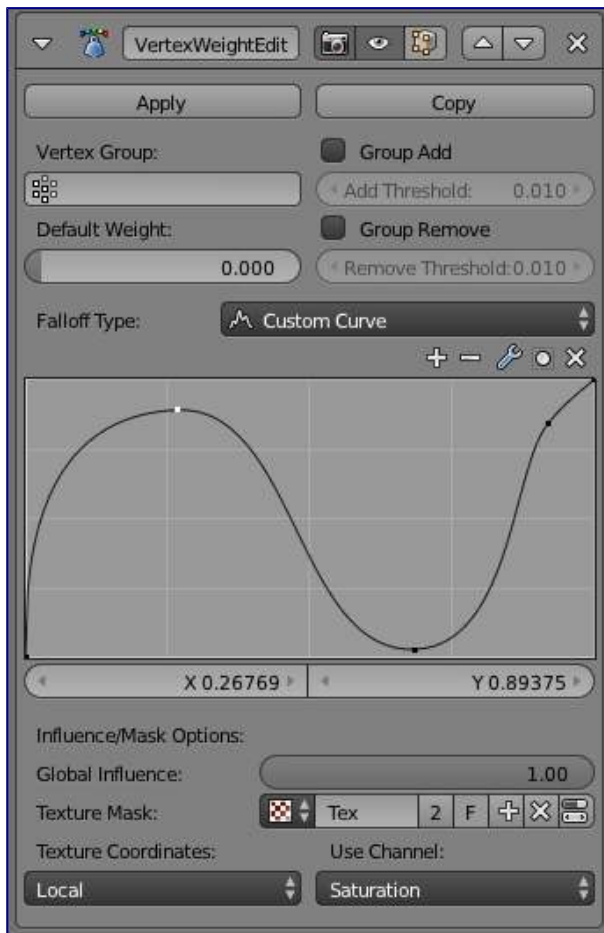 VertexWeightEdit
Apply Copy
Vertex Group: Group Add
Add Threshold: 0.010
Default Weight: Group Remove
0.000 Remove Threshold:0.010
Falloff Type: Custom Curve
X 0.26769 Y 0.89375
Influence/Mask Options:
Global Influence: 1.00
Texture Mask: Tex 2 F
Texture Coordinates: Use Channel:
Local Saturation